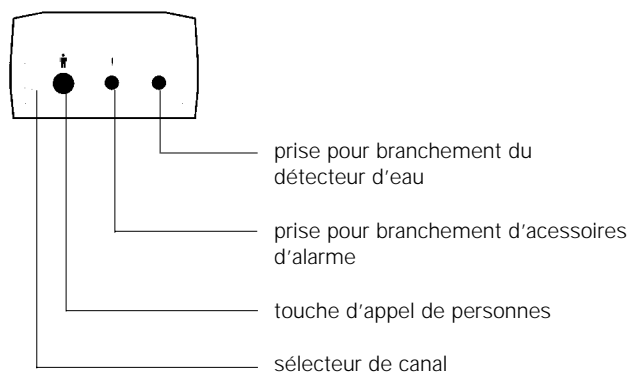 prise pour branchement du
détecteur d'eau
prise pour branchement d'acessoires
d'alarme
touche d'appel de personnes
sélecteur de canal